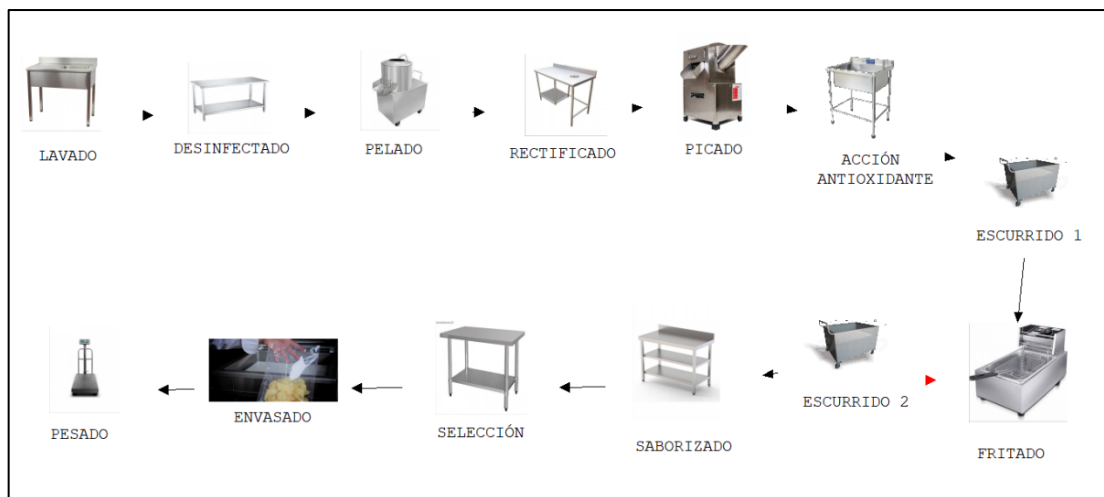 LAVADO
DESINFECTADO
PELADO
RECTIFICADO
PICADO
ACCIÓN
ANTIOXIDANTE
ESCURRIDO 1
FRITADO
ESCURRIDO 2
SABORIZADO
SELECCIÓN
ENVASADO
PESADO